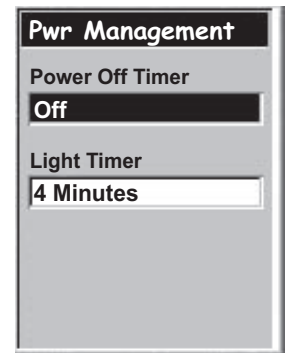 Pwr Management
Power Off Timer
Off
Light Timer
4 Minutes